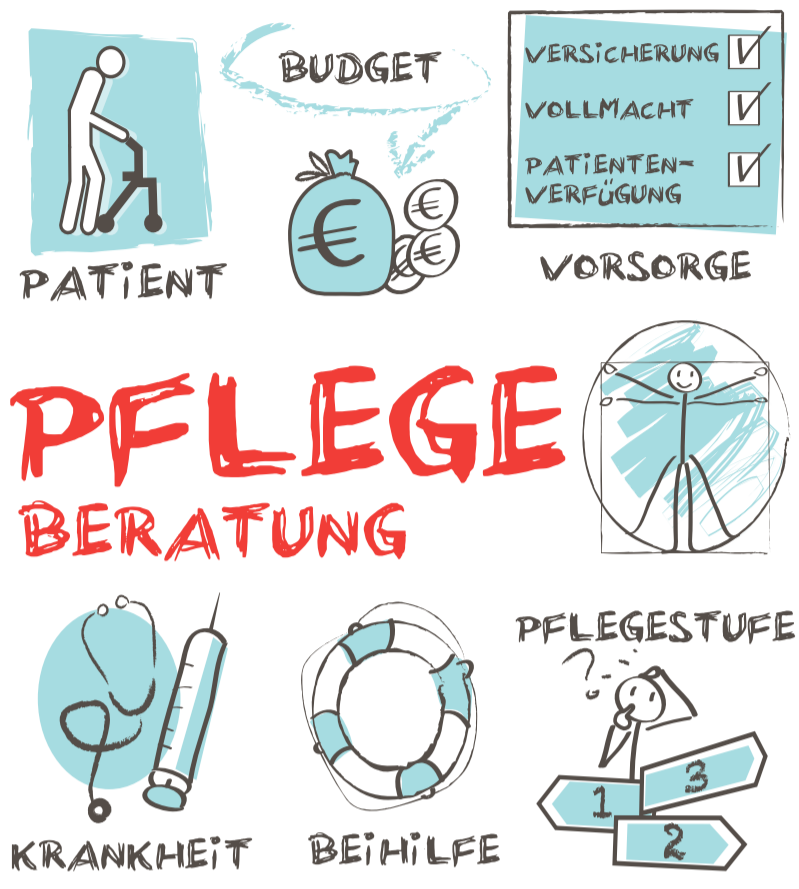 BUDGET
VERSiCHERUNG
VOLLMACHT
PATiENTEN-
VERFÜGUNG
PATiENT
€
€
€
€
VORSORGE
PFLEGE
BERATUNG
PFLEGESTUFE
?
3
1
2
KRANKHEiT
BEiHiLFE